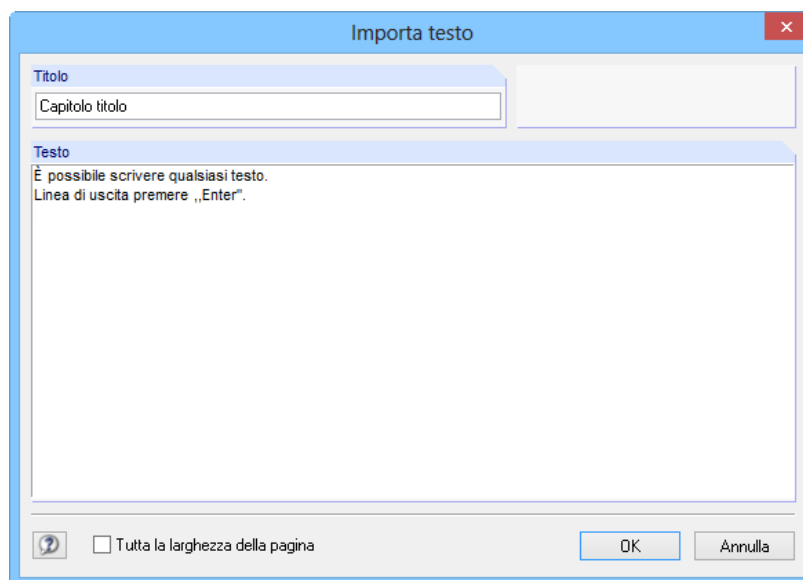 Importa testo
Titolo
Capitolo titolo
Testo
È possibile scrivere qualsiasi testo.
Linea di uscita premere ,,Enter".
Tutta la larghezza della pagina
OK
Annulla